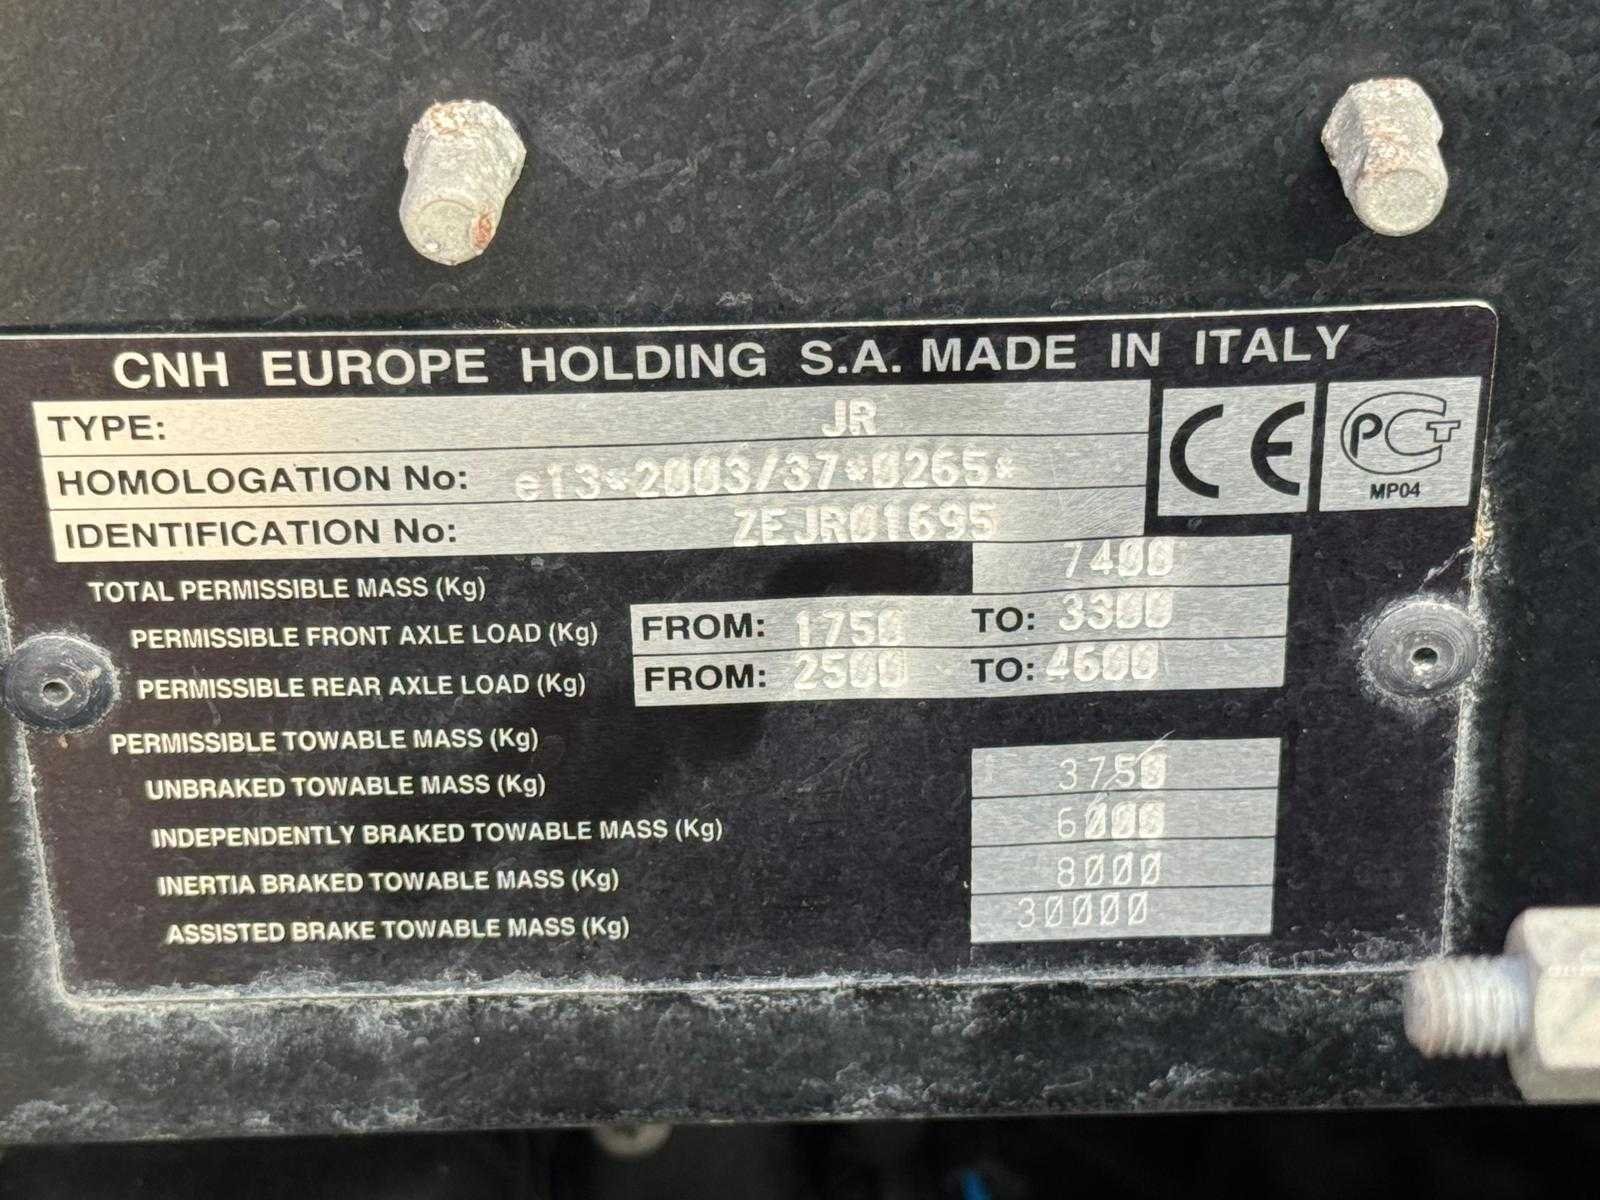 CNH EUROPE HOLDING S.A. MADE IN ITALY
TYPE: JR
HOMOLOGATION No: e13*2003/37*0265*
IDENTIFICATION No: ZEJR01695
CE
PCT
MP04
TOTAL PERMISSIBLE MASS (Kg) 7400
PERMISSIBLE FRONT AXLE LOAD (Kg) FROM: 1750 TO: 3300
PERMISSIBLE REAR AXLE LOAD (Kg) FROM: 2500 TO: 4600
PERMISSIBLE TOWABLE MASS (Kg)
UNBRAKED TOWABLE MASS (Kg) 3750
INDEPENDENTLY BRAKED TOWABLE MASS (Kg) 6000
INERTIA BRAKED TOWABLE MASS (Kg) 8000
ASSISTED BRAKE TOWABLE MASS (Kg) 30000